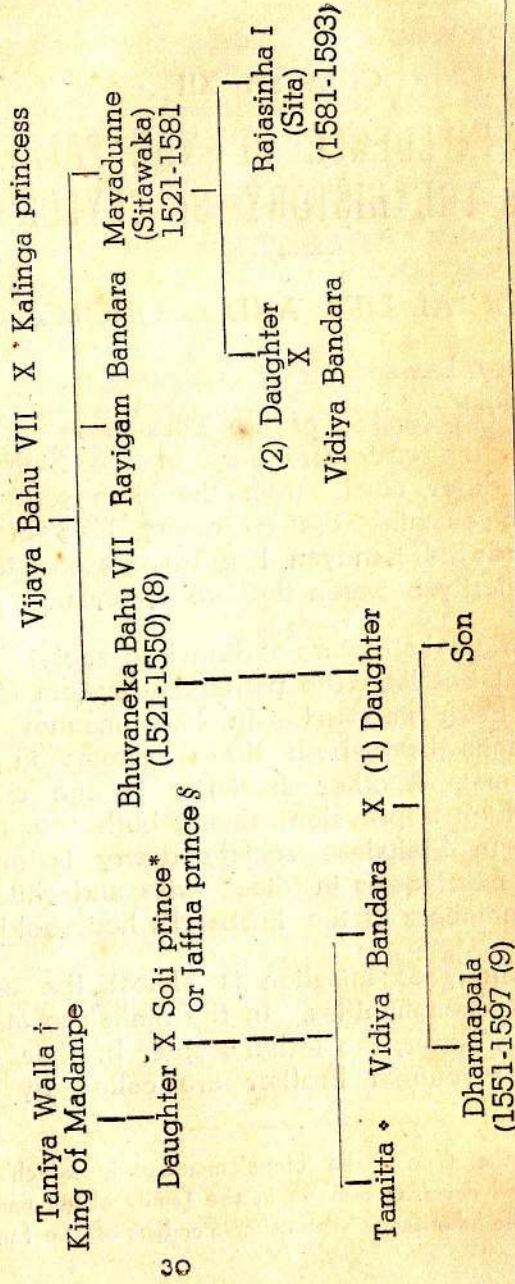 Vijaya Bahu VII X Kalinga princess
Taniya Walla †
King of Madampe
Daughter X Soli prince*
or Jaffna prince §
Bhuvaneka Bahu VII
(1521-1550) (8)
Rayigam Bandara
Mayadunne
(Sitawaka)
1521-1581
Tamitta ⬥ Vidiya Bandara X (1) Daughter
(2) Daughter
X
Vidiya Bandara
Rajasinha I
(Sita)
(1581-1593)
Dharmapala
(1551-1597 (9)
Son
30